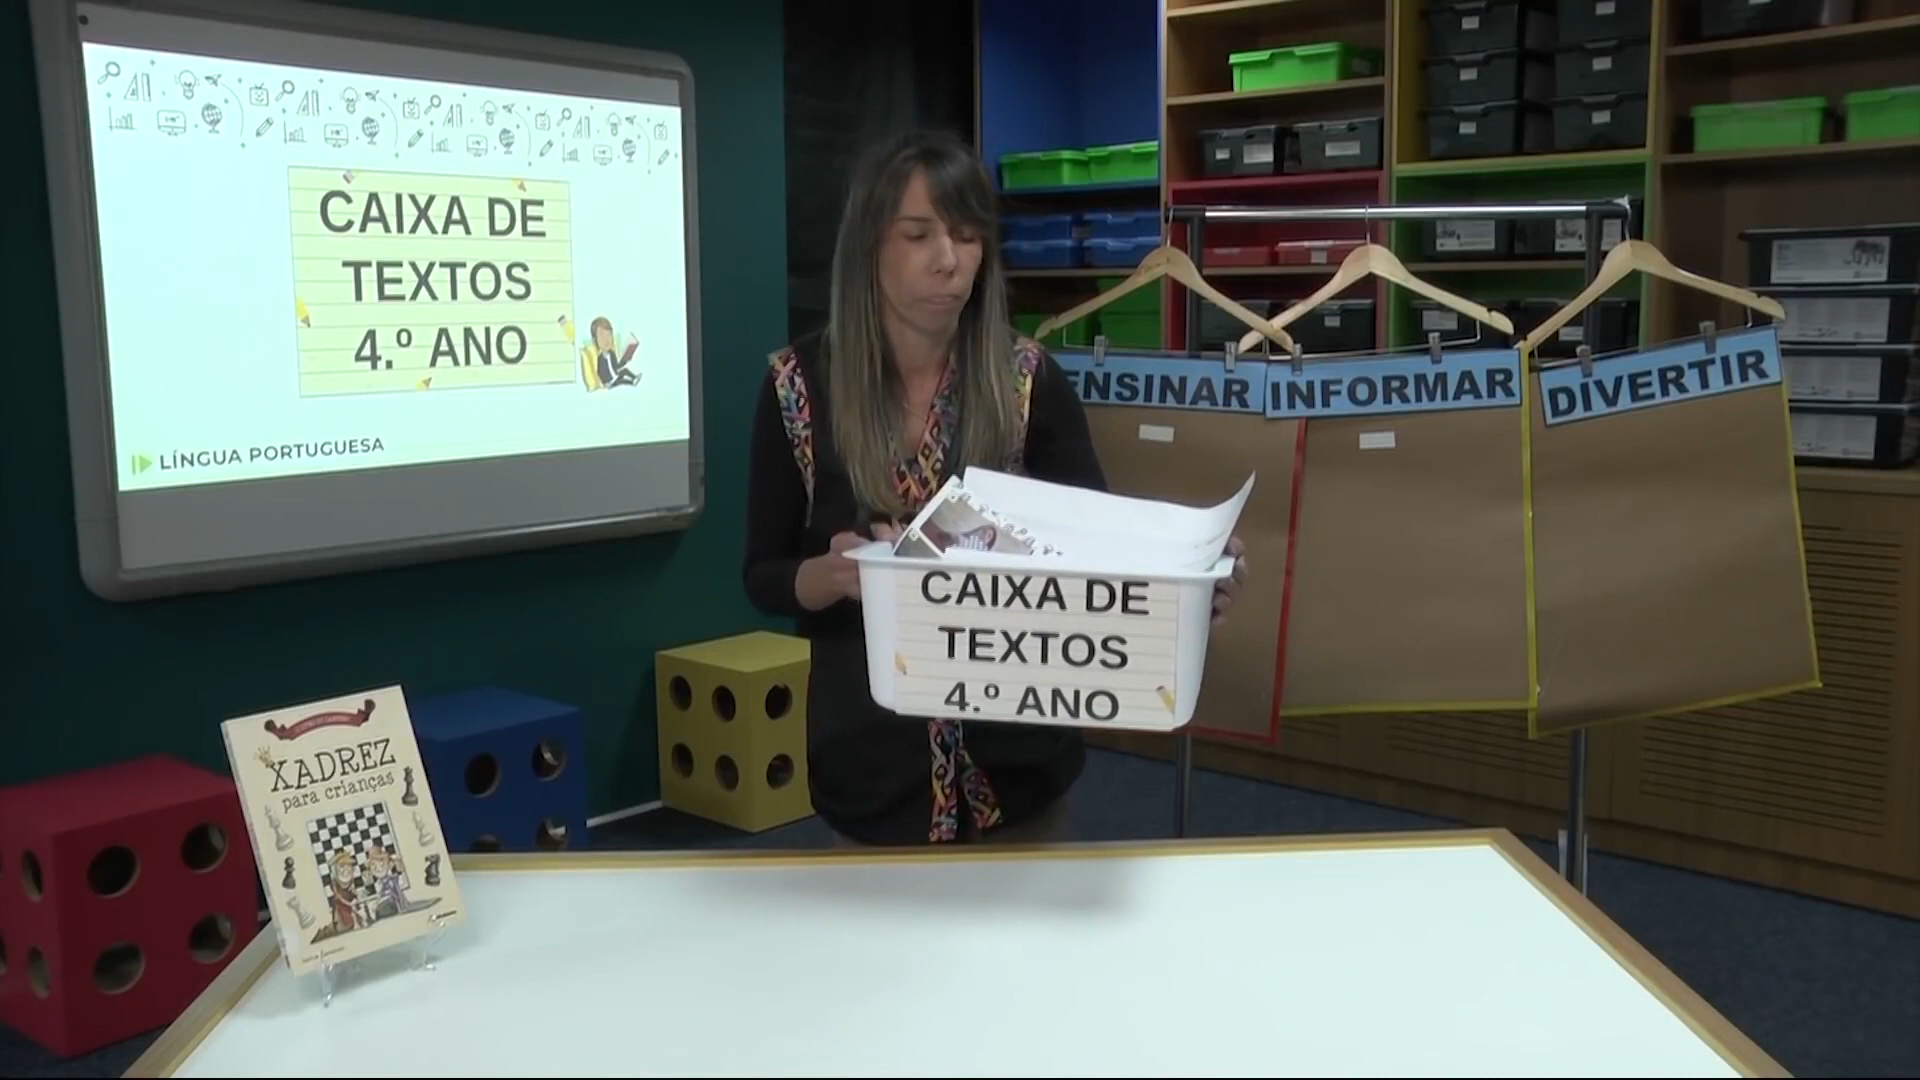 CAIXA DE
TEXTOS
4.º ANO
LÍNGUA PORTUGUESA
ENSINAR
INFORMAR
DIVERTIR
CAIXA DE
TEXTOS
4.º ANO
XADREZ
para crianças